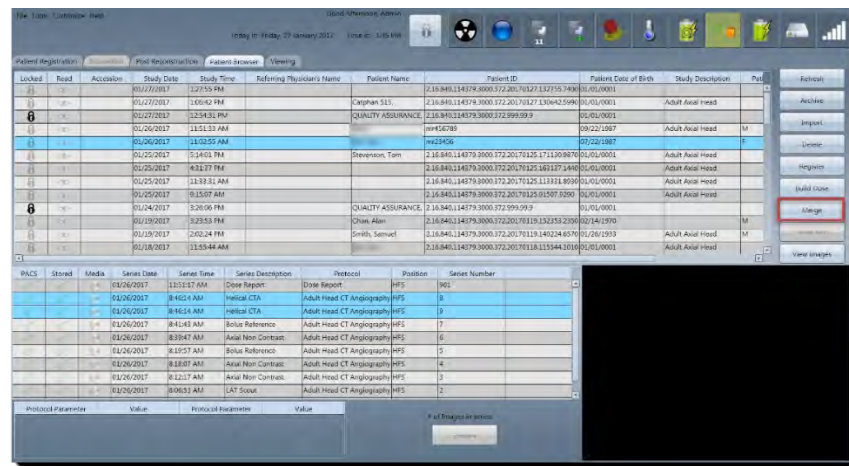 File Tools Customize Help
Good Afternoon, Admin
Today is: Friday, 27 January 2017 Time is: 1:45 PM
11
Patient Registration Post Reconstruction Patient Browser Viewing
Locked Read Accession Study Date Study Time Referring Physician's Name Patient Name Patient ID Patient Date of Birth Study Description
01/27/2017 1:27:55 PM 01/01/0001
01/27/2017 1:06:42 PM Catphan 515, 01/01/0001 Adult Axial Head
01/27/2017 12:54:31 PM QUALITY ASSURANCE, 2.16.840.114379.3000.372.999.99.9 01/01/0001
01/26/2017 11:51:33 AM mr456789 09/22/1987 Adult Axial Head M
01/26/2017 11:02:55 AM mr23456 07/22/1987 F
01/25/2017 5:14:01 PM Stevenson, Tom 01/01/0001 Adult Axial Head
01/25/2017 4:31:37 PM 01/01/0001 Adult Axial Head
01/25/2017 11:33:31 AM 01/01/0001 Adult Axial Head
01/25/2017 9:15:07 AM 01/01/0001 Adult Axial Head
01/24/2017 3:26:06 PM QUALITY ASSURANCE, 2.16.840.114379.3000.372.999.99.9 01/01/0001
01/19/2017 3:23:53 PM Chan, Alan 02/14/1970 M
01/19/2017 2:02:24 PM Smith, Samuel 01/26/1933 Adult Axial Head M
01/18/2017 11:55:44 AM 01/01/0001 Adult Axial Head
Refresh
Archive
Import
Delete
Register
Build Dose
Merge
View Images
PACS Stored Media Series Date Series Time Series Description Protocol Position Series Number
01/26/2017 11:51:17 AM Dose Report Dose Report HFS 901
01/26/2017 8:46:14 AM Helical CTA Adult Head CT Angiography HFS 8
01/26/2017 8:46:14 AM Helical CTA Adult Head CT Angiography HFS 9
01/26/2017 8:41:43 AM Bolus Reference Adult Head CT Angiography HFS 7
01/26/2017 8:39:47 AM Axial Non Contrast Adult Head CT Angiography HFS 6
01/26/2017 8:19:57 AM Bolus Reference Adult Head CT Angiography HFS 5
01/26/2017 8:18:07 AM Axial Non Contrast Adult Head CT Angiography HFS 4
01/26/2017 8:12:17 AM Axial Non Contrast Adult Head CT Angiography HFS 3
01/26/2017 8:06:53 AM LAT Scout Adult Head CT Angiography HFS 2
Protocol Parameter Value Protocol Parameter Value
# of Images in series: